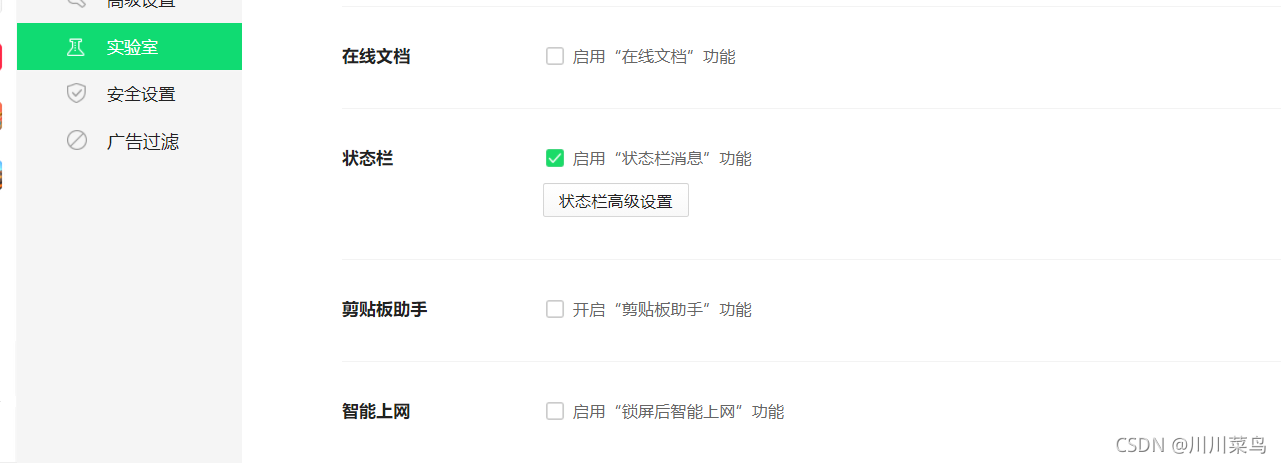 高级设置
实验室
安全设置
广告过滤
在线文档
启用“在线文档”功能
状态栏
启用“状态栏消息”功能
状态栏高级设置
剪贴板助手
开启“剪贴板助手”功能
智能上网
启用“锁屏后智能上网”功能
CSDN @川川菜鸟